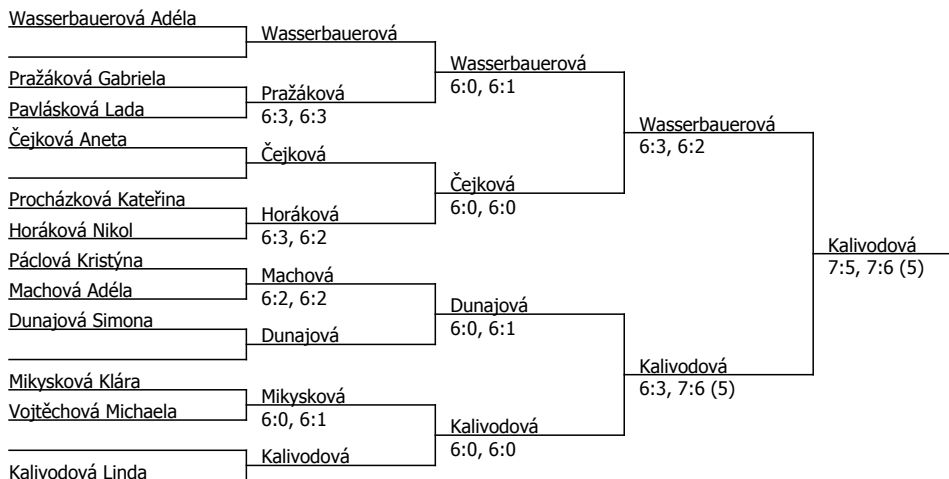 Wasserbauerová Adéla
Pražáková Gabriela
Pavlásková Lada
Čejková Aneta
Procházková Kateřina
Horáková Nikol
Páclová Kristýna
Machová Adéla
Dunajová Simona
Mikysková Klára
Vojtěchová Michaela
Kalivodová Linda
Wasserbauerová
Pražáková
6:3, 6:3
Čejková
Horáková
6:3, 6:2
Machová
6:2, 6:2
Dunajová
Mikysková
6:0, 6:1
Kalivodová
Wasserbauerová
6:0, 6:1
Čejková
6:0, 6:0
Dunajová
6:0, 6:1
Kalivodová
6:0, 6:0
Wasserbauerová
6:3, 6:2
Kalivodová
6:3, 7:6 (5)
Kalivodová
7:5, 7:6 (5)